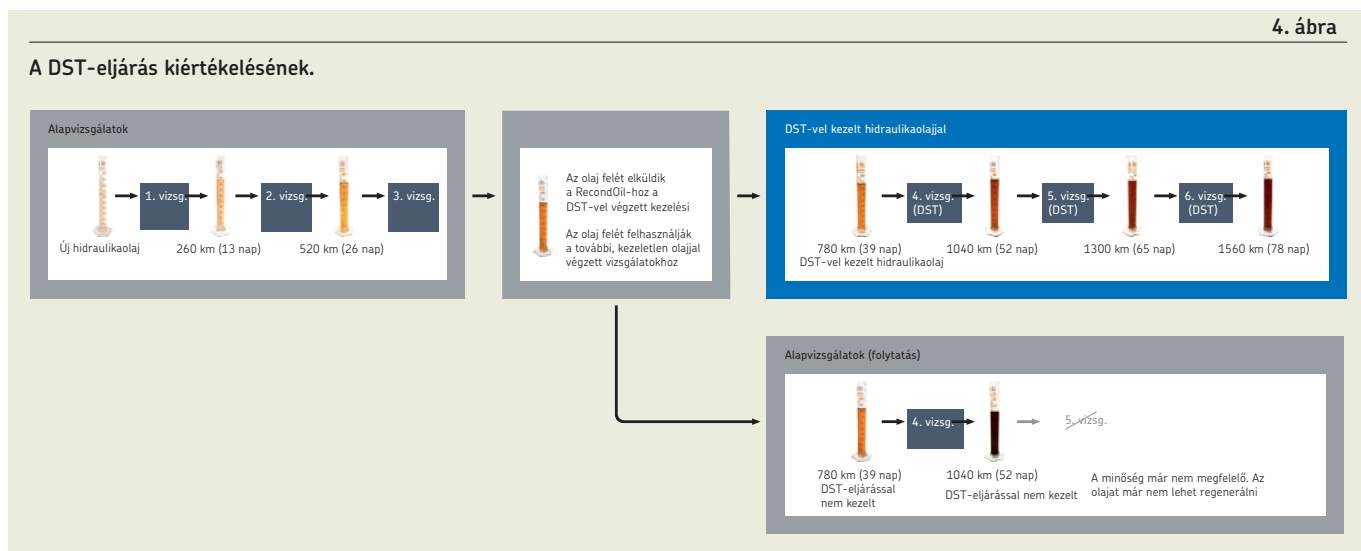 4. ábra
A DST-eljárás kiértékelésének.
Alapvizsgálatok
1. vizsg.
2. vizsg.
3. vizsg.
Új hidraulikaolaj
260 km (13 nap)
520 km (26 nap)
Az olaj felét elküldik
a RecondOil-hoz a
DST-vel végzett kezelési
Az olaj felét felhasználják
a további, kezeletlen olajjal
végzett vizsgálatokhoz
DST-vel kezelt hidraulikaolajjal
4. vizsg.
(DST)
5. vizsg.
(DST)
6. vizsg.
(DST)
780 km (39 nap)
DST-vel kezelt hidraulikaolaj
1040 km (52 nap)
1300 km (65 nap)
1560 km (78 nap)
Alapvizsgálatok (folytatás)
4. vizsg.
5. vizsg.
780 km (39 nap)
DST-eljárással
nem kezelt
1040 km (52 nap)
DST-eljárással nem kezelt
A minőség már nem megfelelő. Az
olajat már nem lehet regenerálni